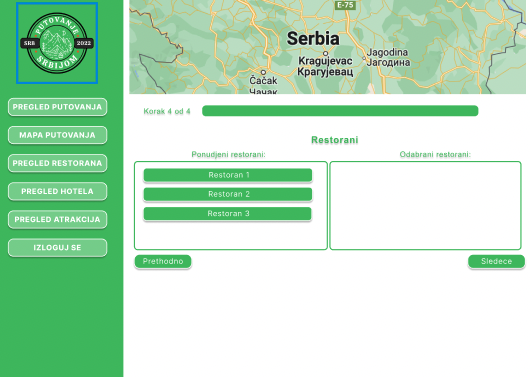 PUTOVANJE
SRB
2022
SRBIJOM
PREGLED PUTOVANJA
MAPA PUTOVANJA
PREGLED RESTORANA
PREGLED HOTELA
PREGLED ATRAKCIJA
IZLOGUJ SE
E-75
Serbia
Kragujevac
Крагујевац
Jagodina
Јагодина
Čačak
Чачак
Korak 4 od 4
Restorani
Ponudjeni restorani:
Odabrani restorani:
Restoran 1
Restoran 2
Restoran 3
Prethodno
Sledece